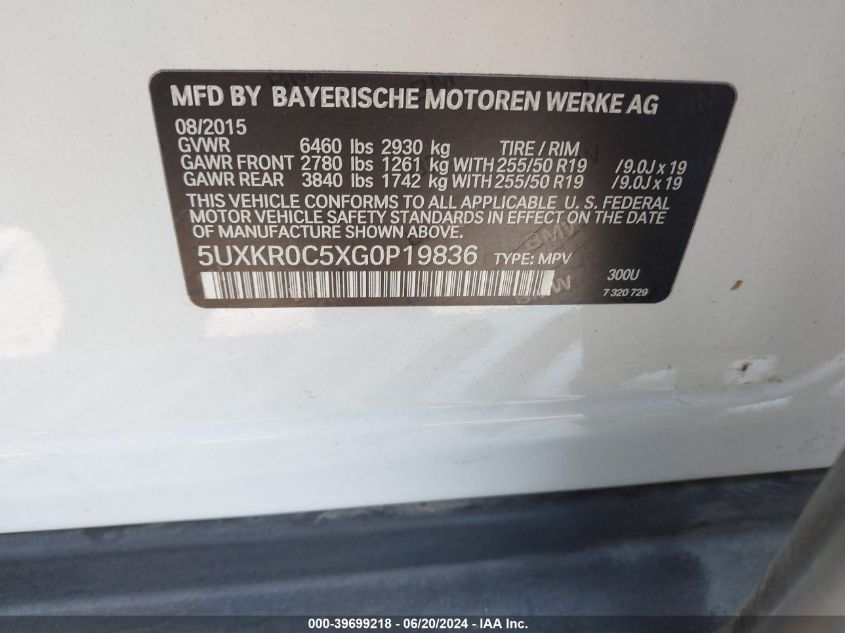 MFD BY BAYERISCHE MOTOREN WERKE AG
08/2015
GVWR 6460 lbs 2930 kg TIRE / RIM
GAWR FRONT 2780 lbs 1261 kg WITH 255/50 R19 /9.0J x 19
GAWR REAR 3840 lbs 1742 kg WITH 255/50 R19 /9.0J x 19
THIS VEHICLE CONFORMS TO ALL APPLICABLE U. S. FEDERAL
MOTOR VEHICLE SAFETY STANDARDS IN EFFECT ON THE DATE
OF MANUFACTURE SHOWN ABOVE.
5UXKR0C5XG0P19836 TYPE: MPV
300U
7 320 729
000-39699218 - 06/20/2024 - IAA Inc.